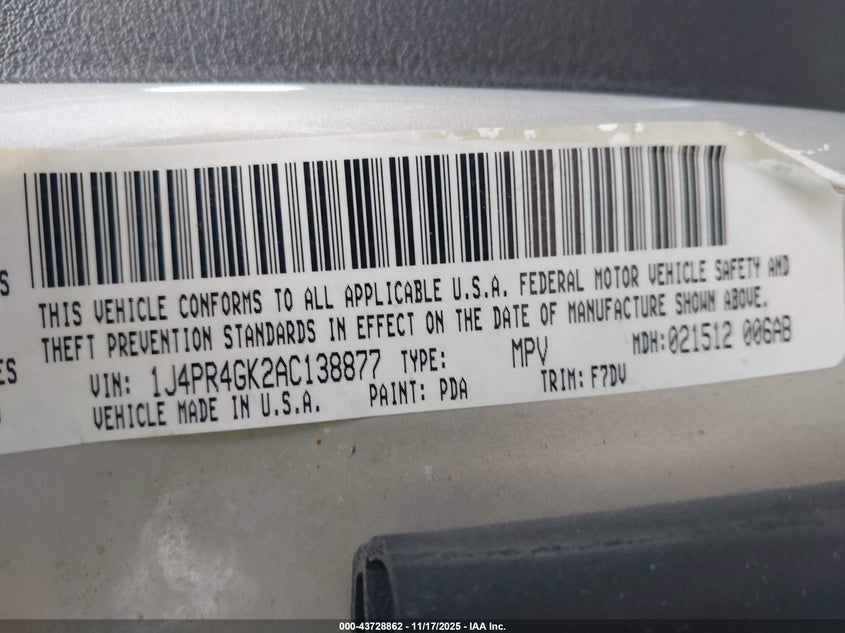 S
THIS VEHICLE CONFORMS TO ALL APPLICABLE U.S.A. FEDERAL MOTOR VEHICLE SAFETY AND
THEFT PREVENTION STANDARDS IN EFFECT ON THE DATE OF MANUFACTURE SHOWN ABOVE.
ES
VIN: 1J4PR4GK2AC138877 TYPE: MPV MDH:021512 006AB
VEHICLE MADE IN U.S.A. PAINT: PDA TRIM: F7DV
000-43728862 - 11/17/2025 - IAA Inc.